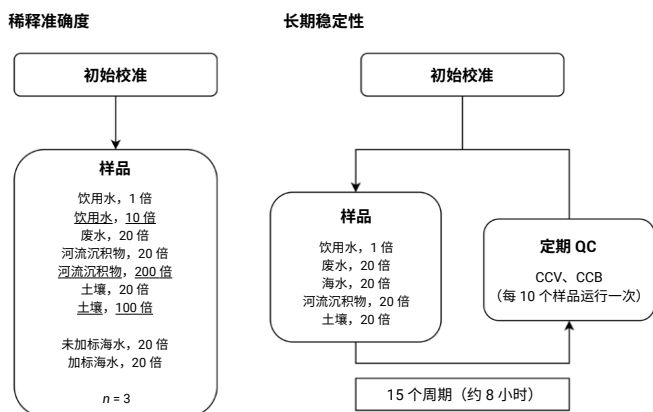 稀释准确度
初始校准
样品
饮用水，1 倍
饮用水，10 倍
废水，20 倍
河流沉积物，20 倍
河流沉积物，200 倍
土壤，20 倍
土壤，100 倍
未加标海水，20 倍
加标海水，20 倍
n = 3
长期稳定性
初始校准
样品
饮用水，1 倍
废水，20 倍
海水，20 倍
河流沉积物，20 倍
土壤，20 倍
定期 QC
CCV、CCB
（每 10 个样品运行一次）
15 个周期（约 8 小时）